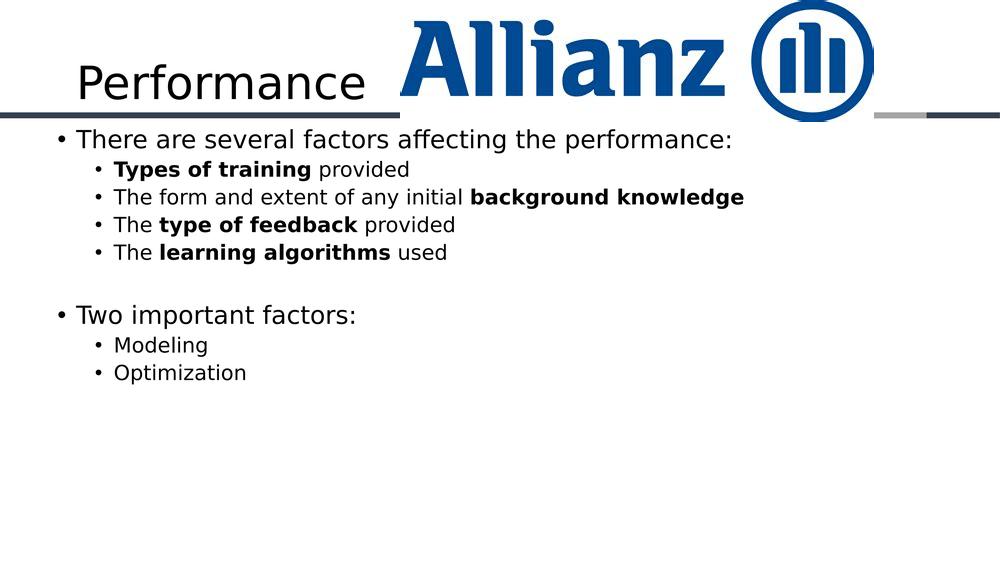 Performance
Allianz
• There are several factors affecting the performance:
• Types of training provided
• The form and extent of any initial background knowledge
• The type of feedback provided
• The learning algorithms used
• Two important factors:
• Modeling
• Optimization